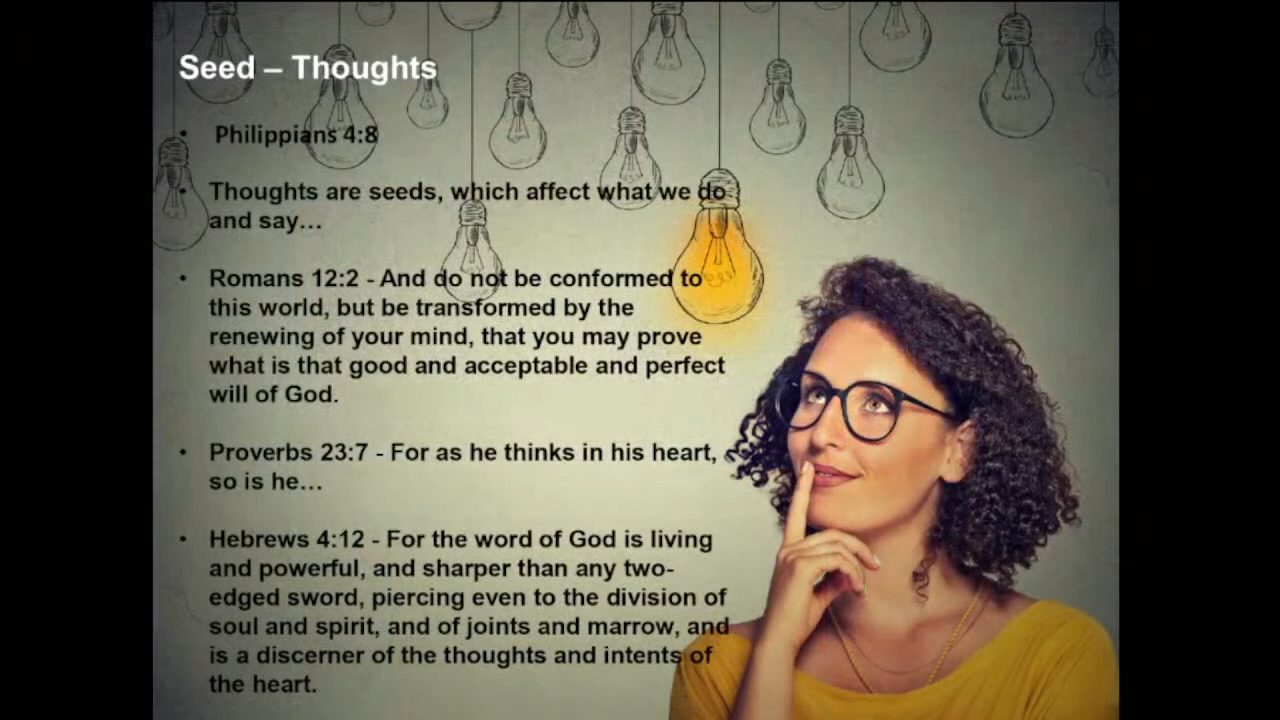 Seed – Thoughts
• Philippians 4:8
• Thoughts are seeds, which affect what we do
and say…
• Romans 12:2 - And do not be conformed to
this world, but be transformed by the
renewing of your mind, that you may prove
what is that good and acceptable and perfect
will of God.
• Proverbs 23:7 - For as he thinks in his heart,
so is he…
• Hebrews 4:12 - For the word of God is living
and powerful, and sharper than any two-
edged sword, piercing even to the division of
soul and spirit, and of joints and marrow, and
is a discerner of the thoughts and intents of
the heart.